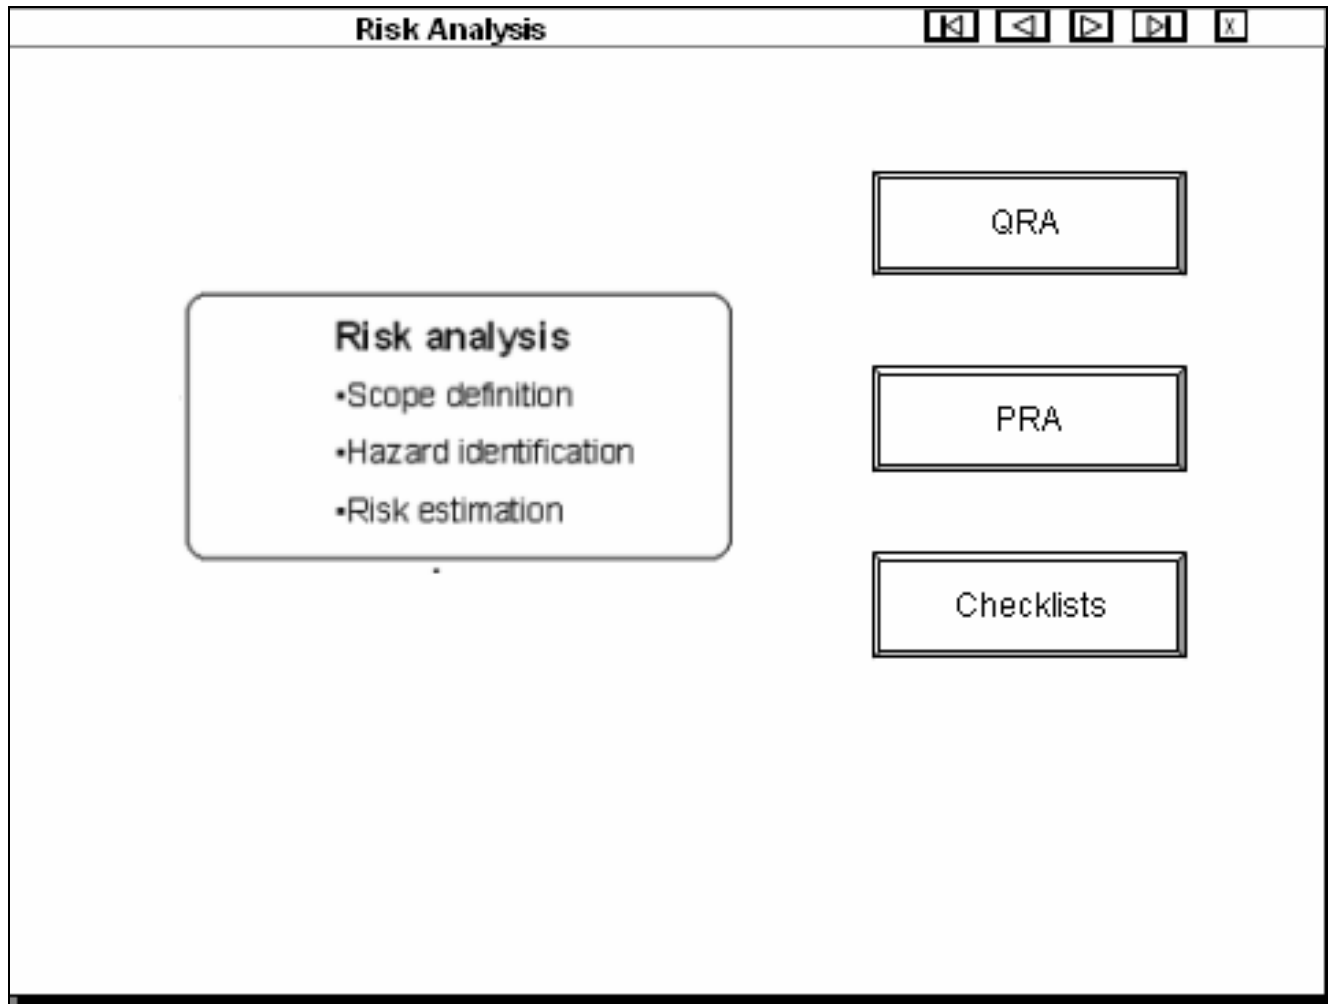 Risk Analysis
X
QRA
Risk analysis
•Scope definition
•Hazard identification
•Risk estimation
PRA
Checklists